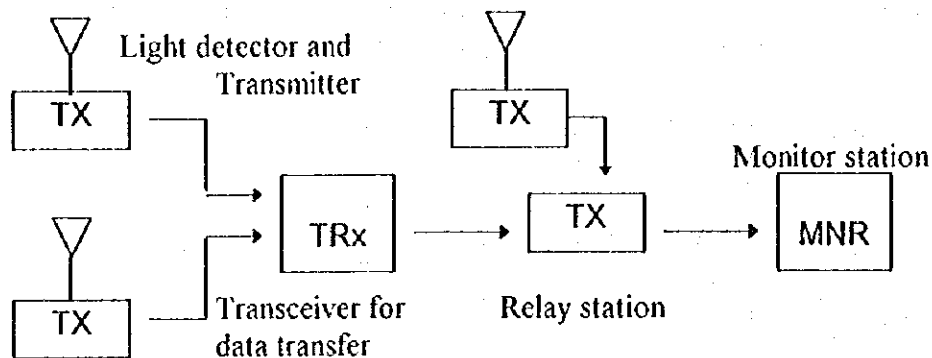 Light detector and
Transmitter
TX
TX
Monitor station
TRx
TX
MNR
TX
Transceiver for
data transfer
Relay station